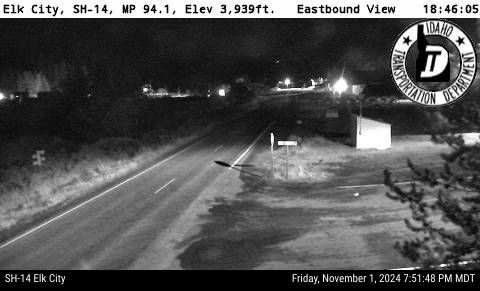 Elk City, SH-14, MP 94.1, Elev 3,939ft. Eastbound View 18:46:05
IDAHO
TRANSPORTATION DEPARTMENT
SH-14 Elk City Friday, November 1, 2024 7:51:48 PM MDT